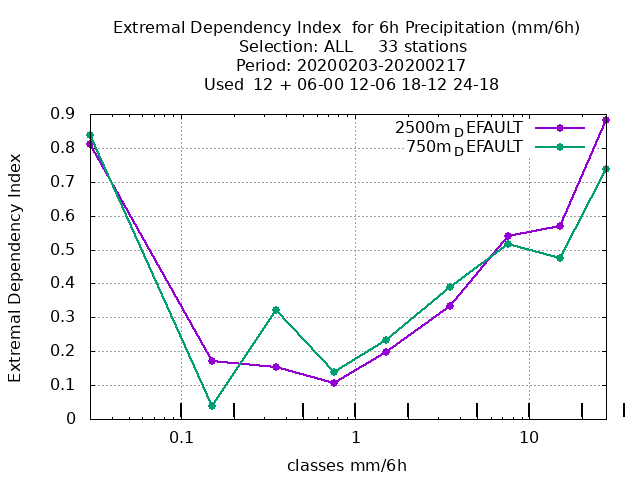 Extremal Dependency Index  for 6h Precipitation (mm/6h)
Selection: ALL     33 stations
Period: 20200203-20200217
Used  12 + 06-00 12-06 18-12 24-18
2500m_DEFAULT
750m_DEFAULT
0.9
0.8
0.7
0.6
0.5
0.4
0.3
0.2
0.1
0
Extremal Dependency Index
0.1 1 10
classes mm/6h